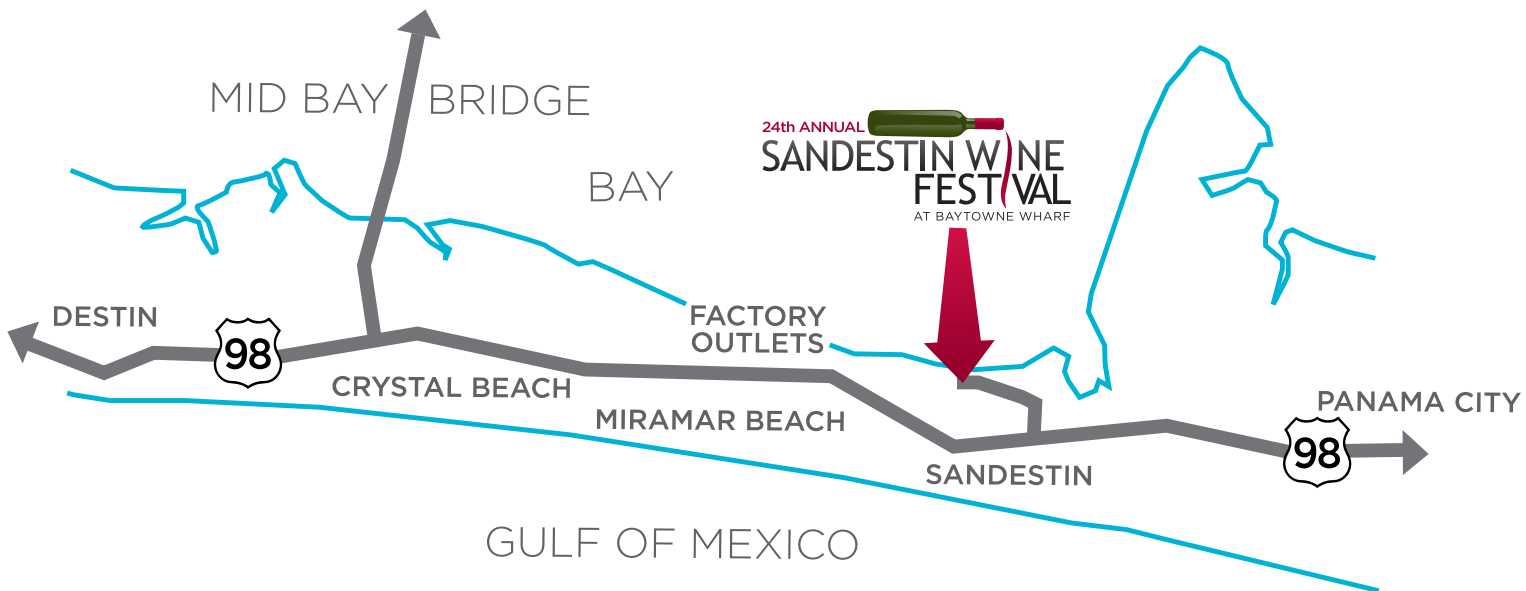 MID BAY BRIDGE
BAY
24th ANNUAL
SANDESTIN WINE
FESTIVAL
AT BAYTOWNE WHARF
DESTIN
98
FACTORY
OUTLETS
CRYSTAL BEACH
MIRAMAR BEACH
PANAMA CITY
98
SANDESTIN
GULF OF MEXICO